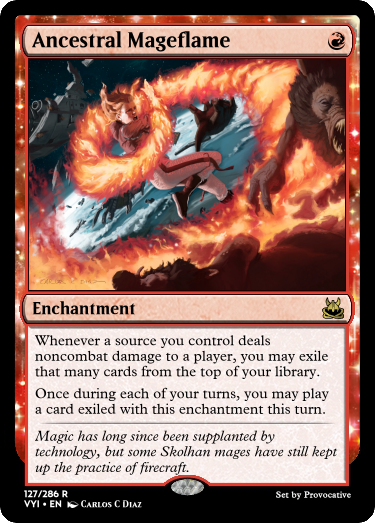 Ancestral Mageflame
Enchantment
Whenever a source you control deals
noncombat damage to a player, you may exile
that many cards from the top of your library.
Once during each of your turns, you may play
a card exiled with this enchantment this turn.
Magic has long since been supplanted by
technology, but some Skolhan mages have still kept
up the practice of firecraft.
127/286 R
VYI • EN Carlos C Diaz
Set by Provocative